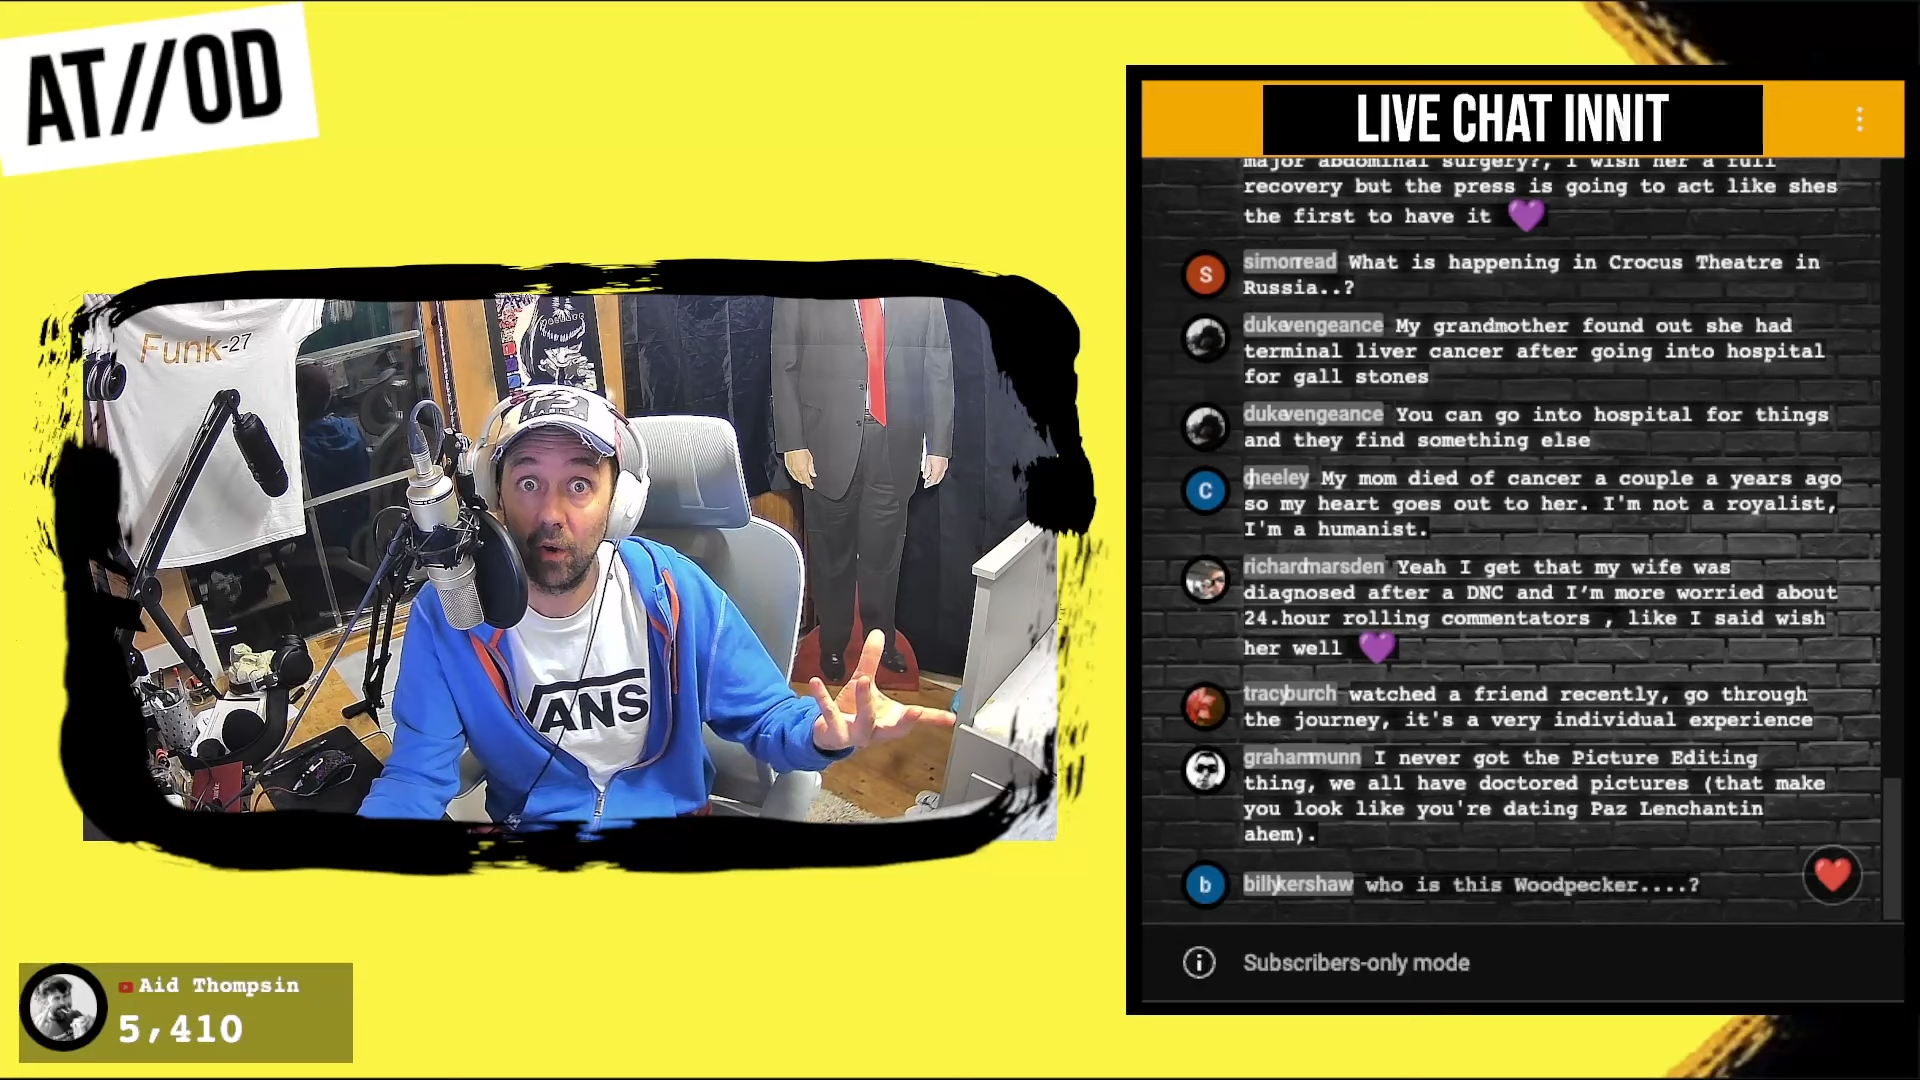 AT//OD
LIVE CHAT INNIT
major abdominal surgery?, I wish her a full
recovery but the press is going to act like shes
the first to have it
S
simonread What is happening in Crocus Theatre in
Russia..?
dukevengeance My grandmother found out she had
terminal liver cancer after going into hospital
for gall stones
dukevengeance You can go into hospital for things
and they find something else
C
cheeley My mom died of cancer a couple a years ago
so my heart goes out to her. I'm not a royalist,
I'm a humanist.
richardmarsden Yeah I get that my wife was
diagnosed after a DNC and I'm more worried about
24.hour rolling commentators , like I said wish
her well
tracyburch watched a friend recently, go through
the journey, it's a very individual experience
grahammunn I never got the Picture Editing
thing, we all have doctored pictures (that make
you look like you're dating Paz Lenchantin
ahem).
b
billykershaw who is this Woodpecker....?
Subscribers-only mode
Funk-27
VANS
Aid Thompsin
5,410